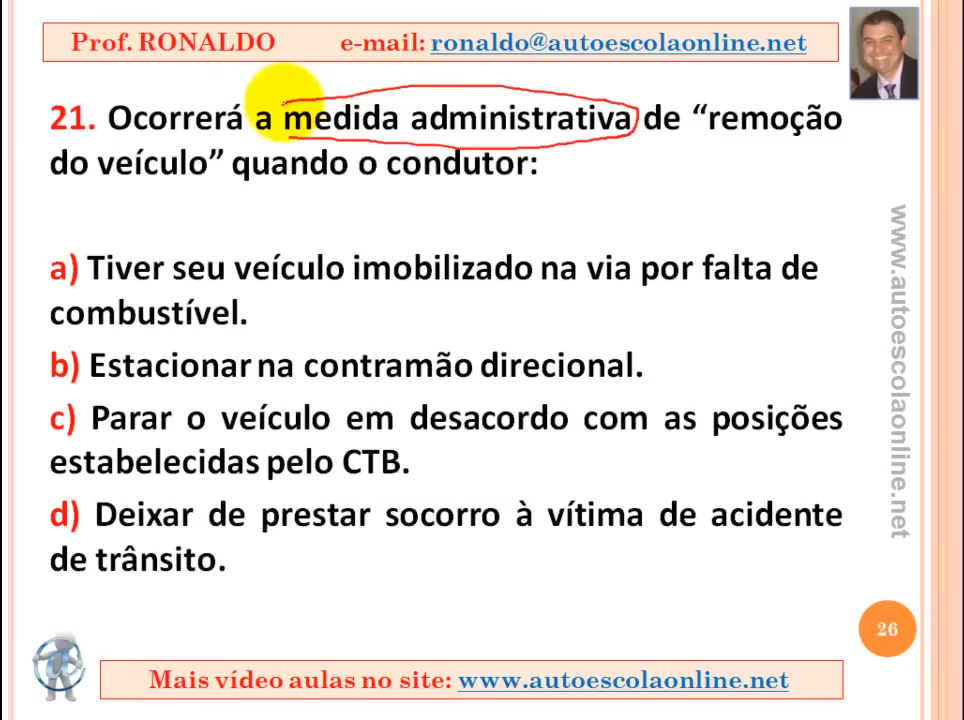 Prof. RONALDO e-mail: ronaldo@autoescolaonline.net
21. Ocorrerá a medida administrativa de “remoção
do veículo” quando o condutor:
a) Tiver seu veículo imobilizado na via por falta de
combustível.
b) Estacionar na contramão direcional.
c) Parar o veículo em desacordo com as posições
estabelecidas pelo CTB.
d) Deixar de prestar socorro à vítima de acidente
de trânsito.
www.autoescolaonline.net
26
Mais vídeo aulas no site: www.autoescolaonline.net